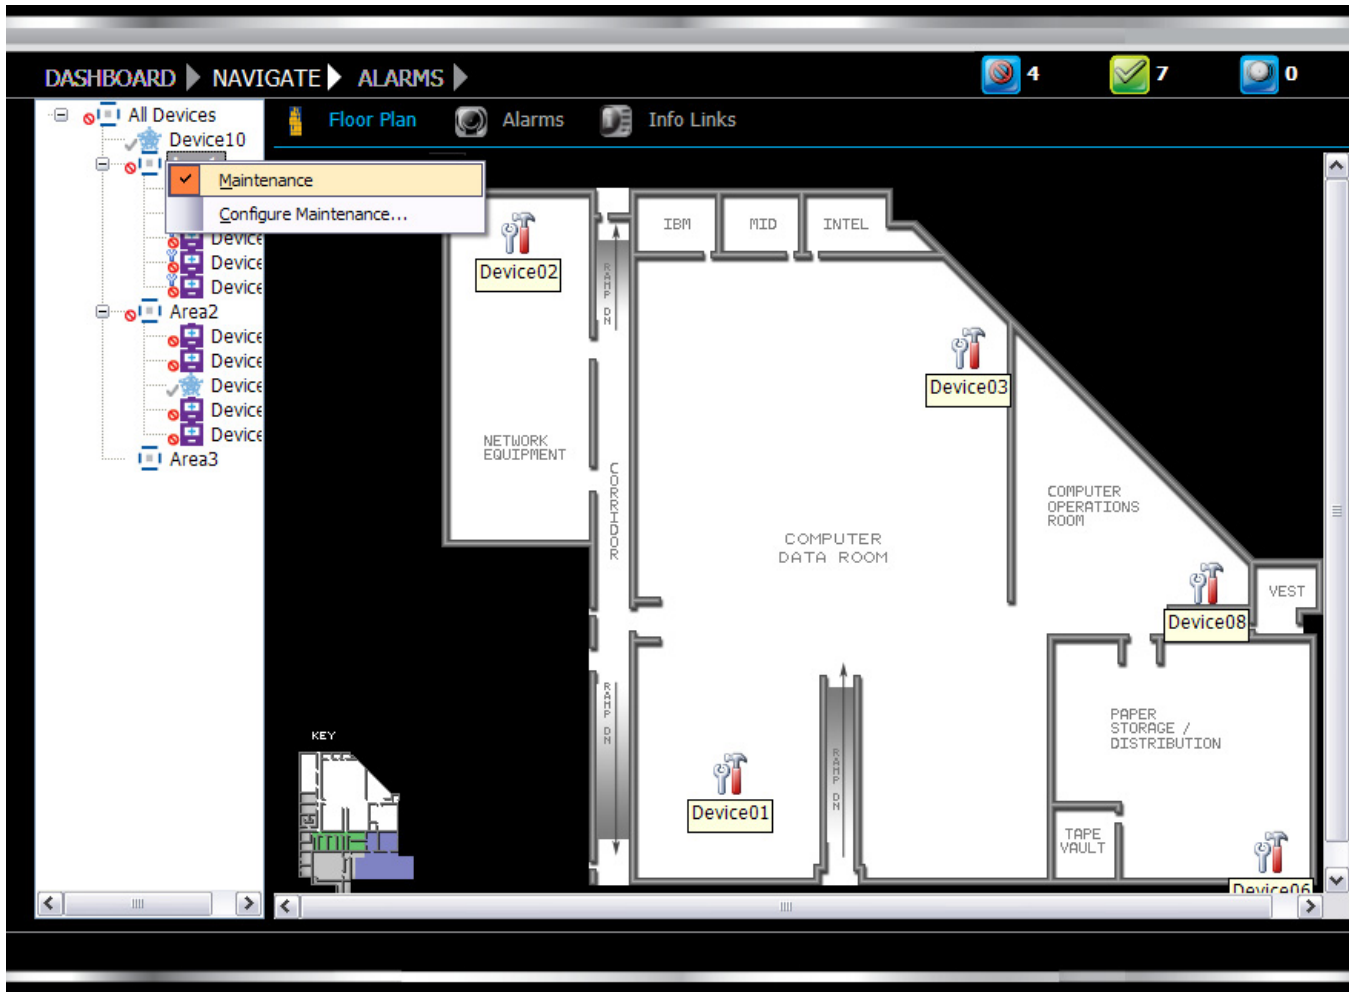 DASHBOARD NAVIGATE ALARMS 4 7 0
All Devices
Device10
Maintenance
Configure Maintenance...
Device
Device
Device
Area2
Device
Device
Device
Device
Device
Area3
Floor Plan Alarms Info Links
IBM MID INTEL
Device02
RAMP DN
Device03
NETWORK
EQUIPMENT
CORRIDOR
COMPUTER
OPERATIONS
ROOM
COMPUTER
DATA ROOM
VEST
Device08
RAMP DN
PAPER
STORAGE /
DISTRIBUTION
KEY
RAMP DN
Device01
TAPE
VAULT
Device06